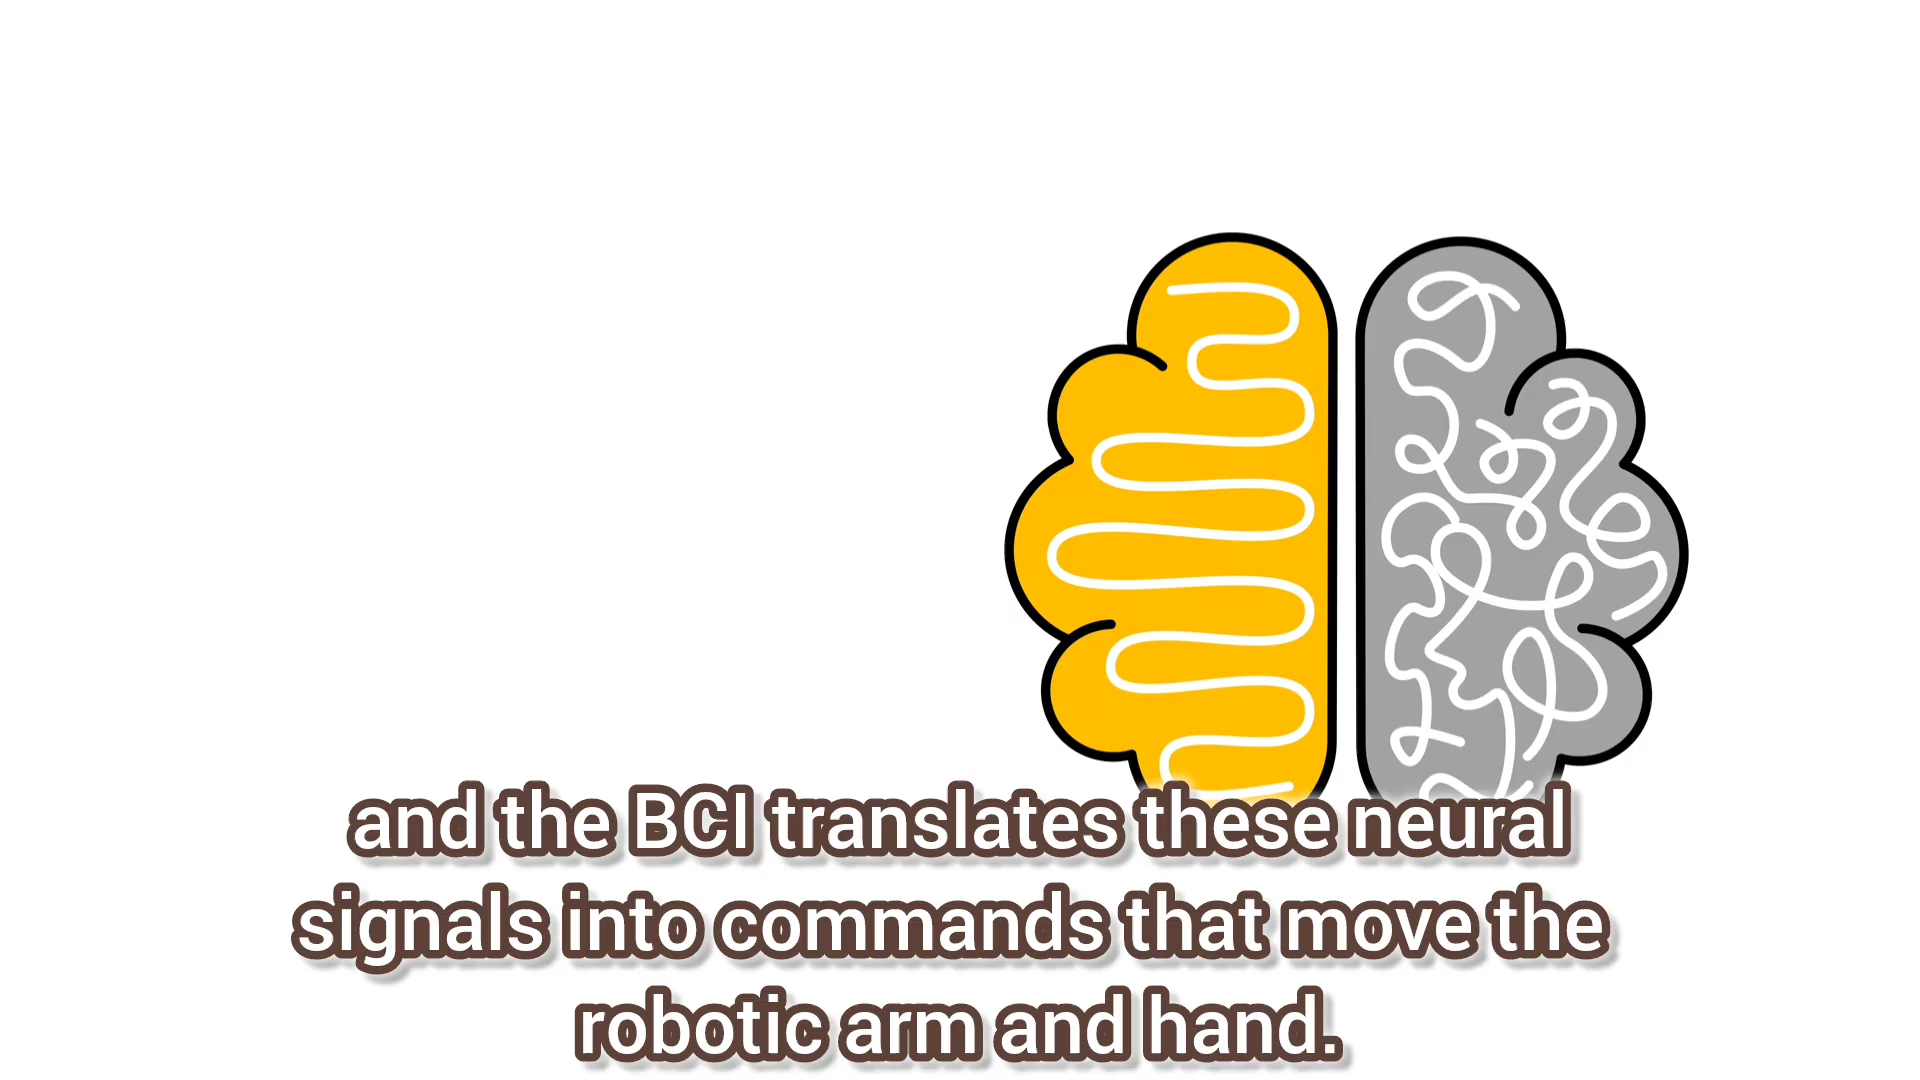 and the BCI translates these neural
signals into commands that move the
robotic arm and hand.